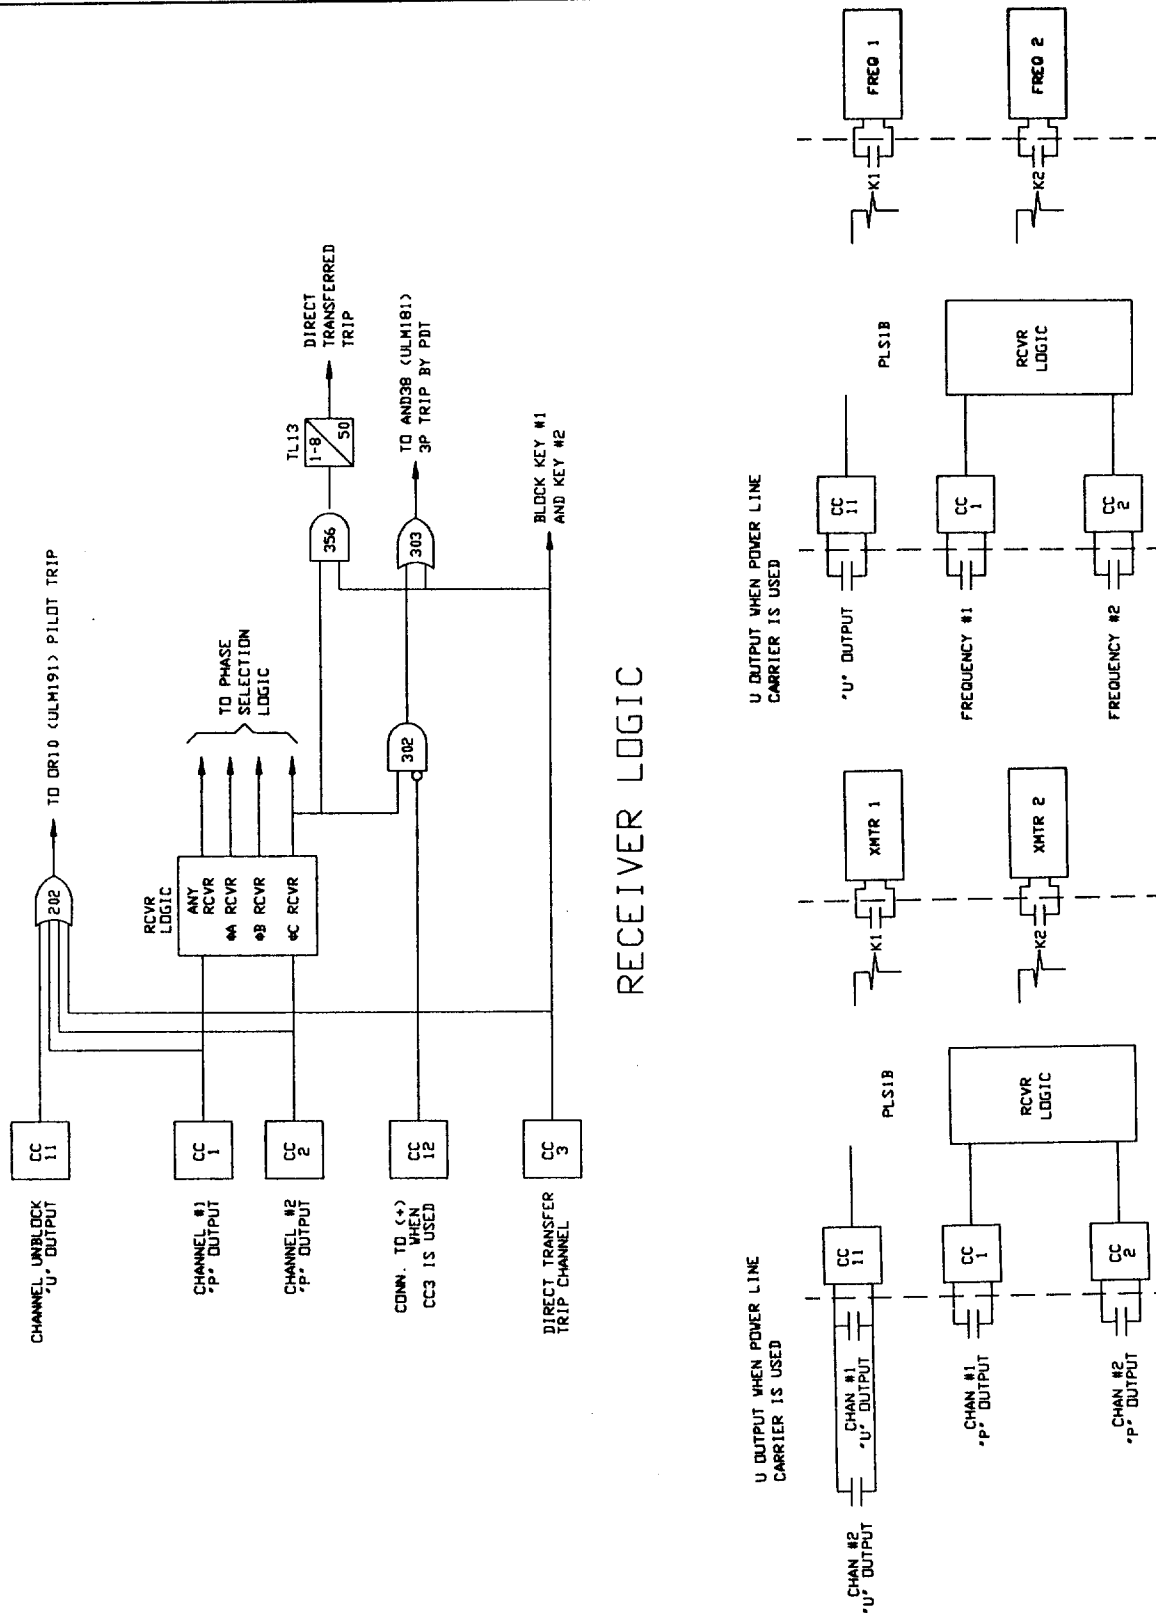 CHANNEL UNBLOCK
"U" OUTPUT
CC
11
202
TO OR10 (ULM191) PILOT TRIP
CHANNEL #1
"P" OUTPUT
CC
1
CHANNEL #2
"P" OUTPUT
CC
2
RCVR
LOGIC
ANY
RCVR
ΦA RCVR
ΦB RCVR
ΦC RCVR
TO PHASE
SELECTION
LOGIC
CONN. TO (+)
WHEN
CC3 IS USED
CC
12
302
356
TL13
1-8
50
DIRECT
TRANSFERRED
TRIP
303
TO AND38 (ULM181)
3P TRIP BY PDT
DIRECT TRANSFER
TRIP CHANNEL
CC
3
BLOCK KEY #1
AND KEY #2
RECEIVER LOGIC
U OUTPUT WHEN POWER LINE
CARRIER IS USED
CHAN #2
"U" OUTPUT
CHAN #1
"U" OUTPUT
CC
11
PLS1B
K1
XMTR 1
CHAN #1
"P" OUTPUT
CC
1
RCVR
LOGIC
K2
XMTR 2
CHAN #2
"P" OUTPUT
CC
2
U OUTPUT WHEN POWER LINE
CARRIER IS USED
"U" OUTPUT
CC
11
PLS1B
K1
FREQ 1
FREQUENCY #1
CC
1
RCVR
LOGIC
K2
FREQ 2
FREQUENCY #2
CC
2